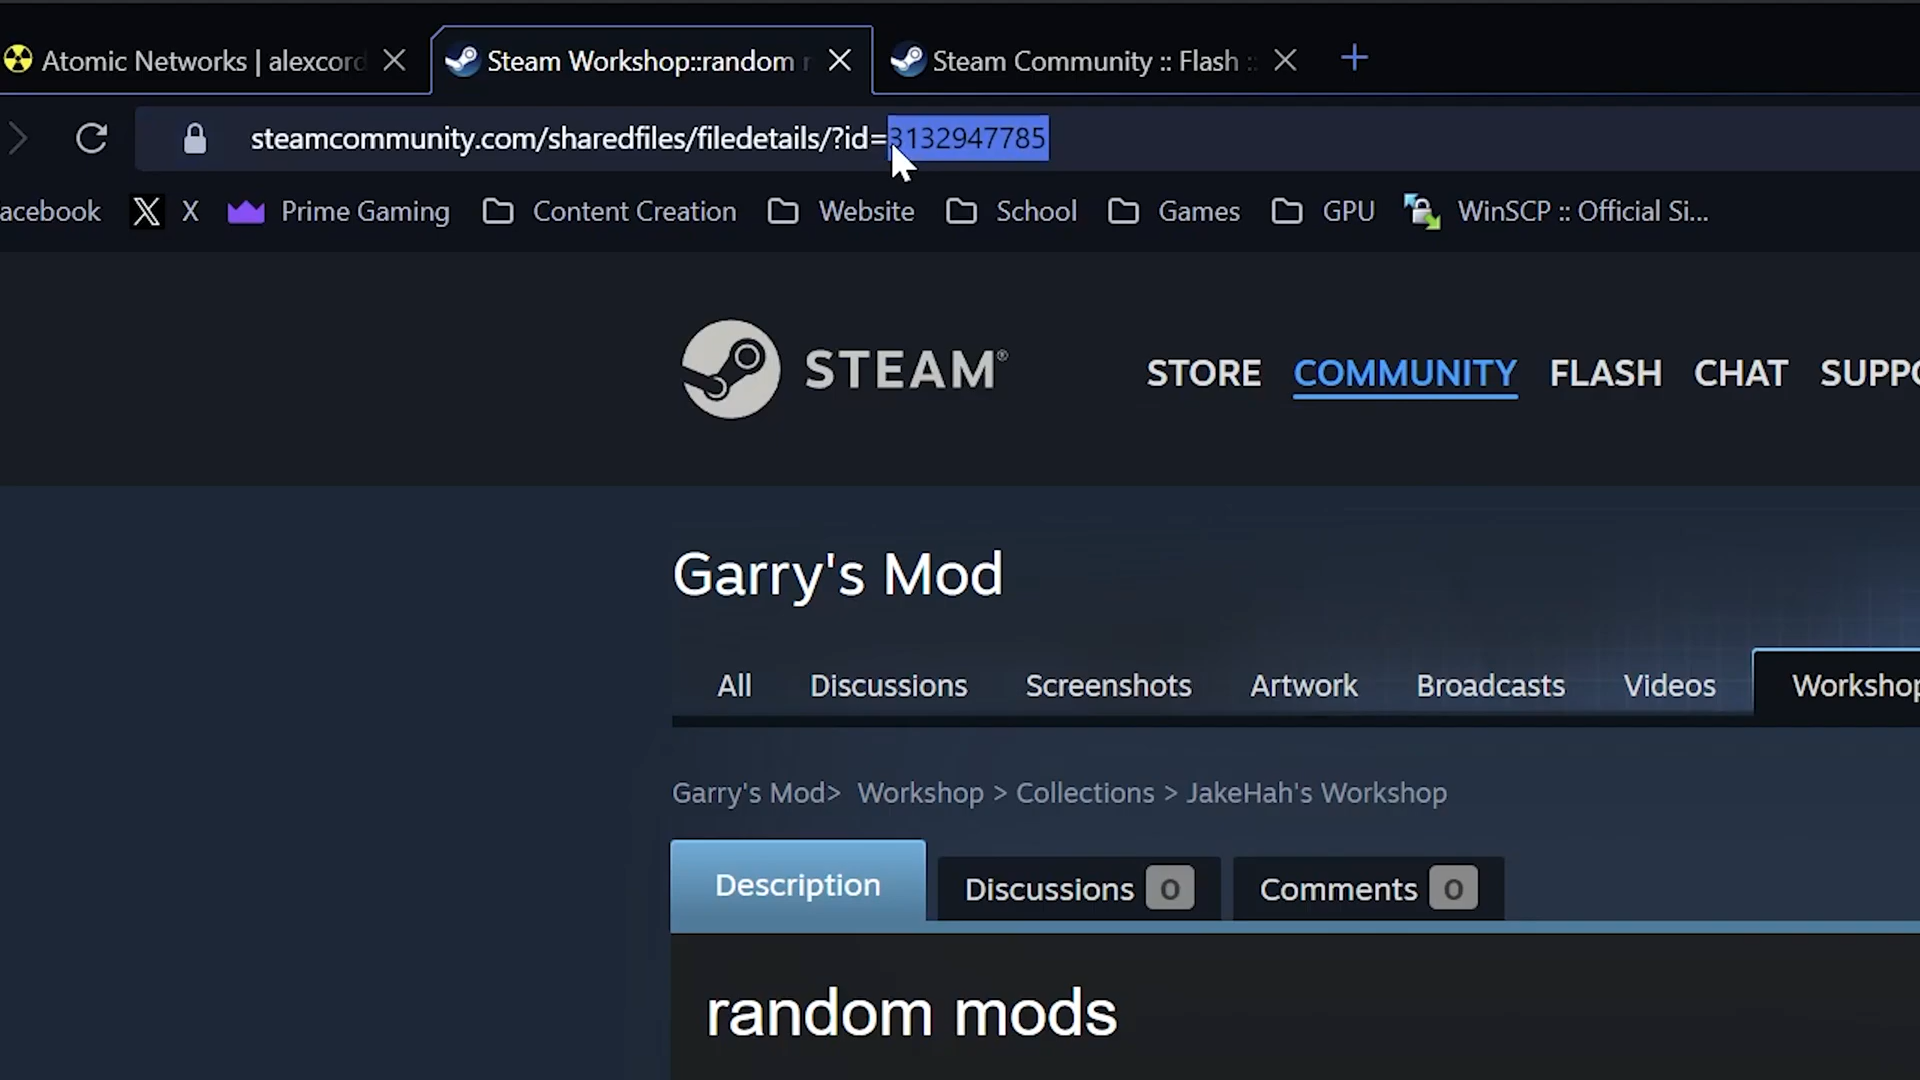 Atomic Networks | alexcord
Steam Workshop::random
Steam Community :: Flash ::
steamcommunity.com/sharedfiles/filedetails/?id=3132947785
acebook
X
Prime Gaming
Content Creation
Website
School
Games
GPU
WinSCP :: Official Si...
STEAM®
STORE
COMMUNITY
FLASH
CHAT
SUPPO
Garry's Mod
All
Discussions
Screenshots
Artwork
Broadcasts
Videos
Workshop
Garry's Mod> Workshop > Collections > JakeHah's Workshop
Description
Discussions 0
Comments 0
random mods